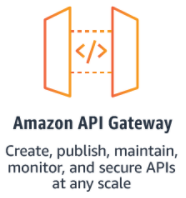 </>
Amazon API Gateway
Create, publish, maintain,
monitor, and secure APIs
at any scale